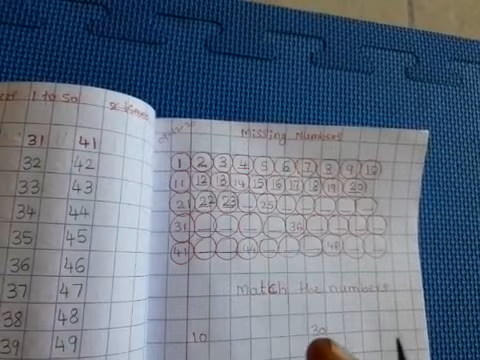 1 to 50
31 41
32 42
33 43
34 44
35 45
36 46
37 47
38 48
39 49
Missing Numbers
1 2 3 4 5 6 7 8 9 10
11 12 13 14 15 16 17 18 19 20
21 22 23 25
31 36
41 44 48
Match the numbers
10 30